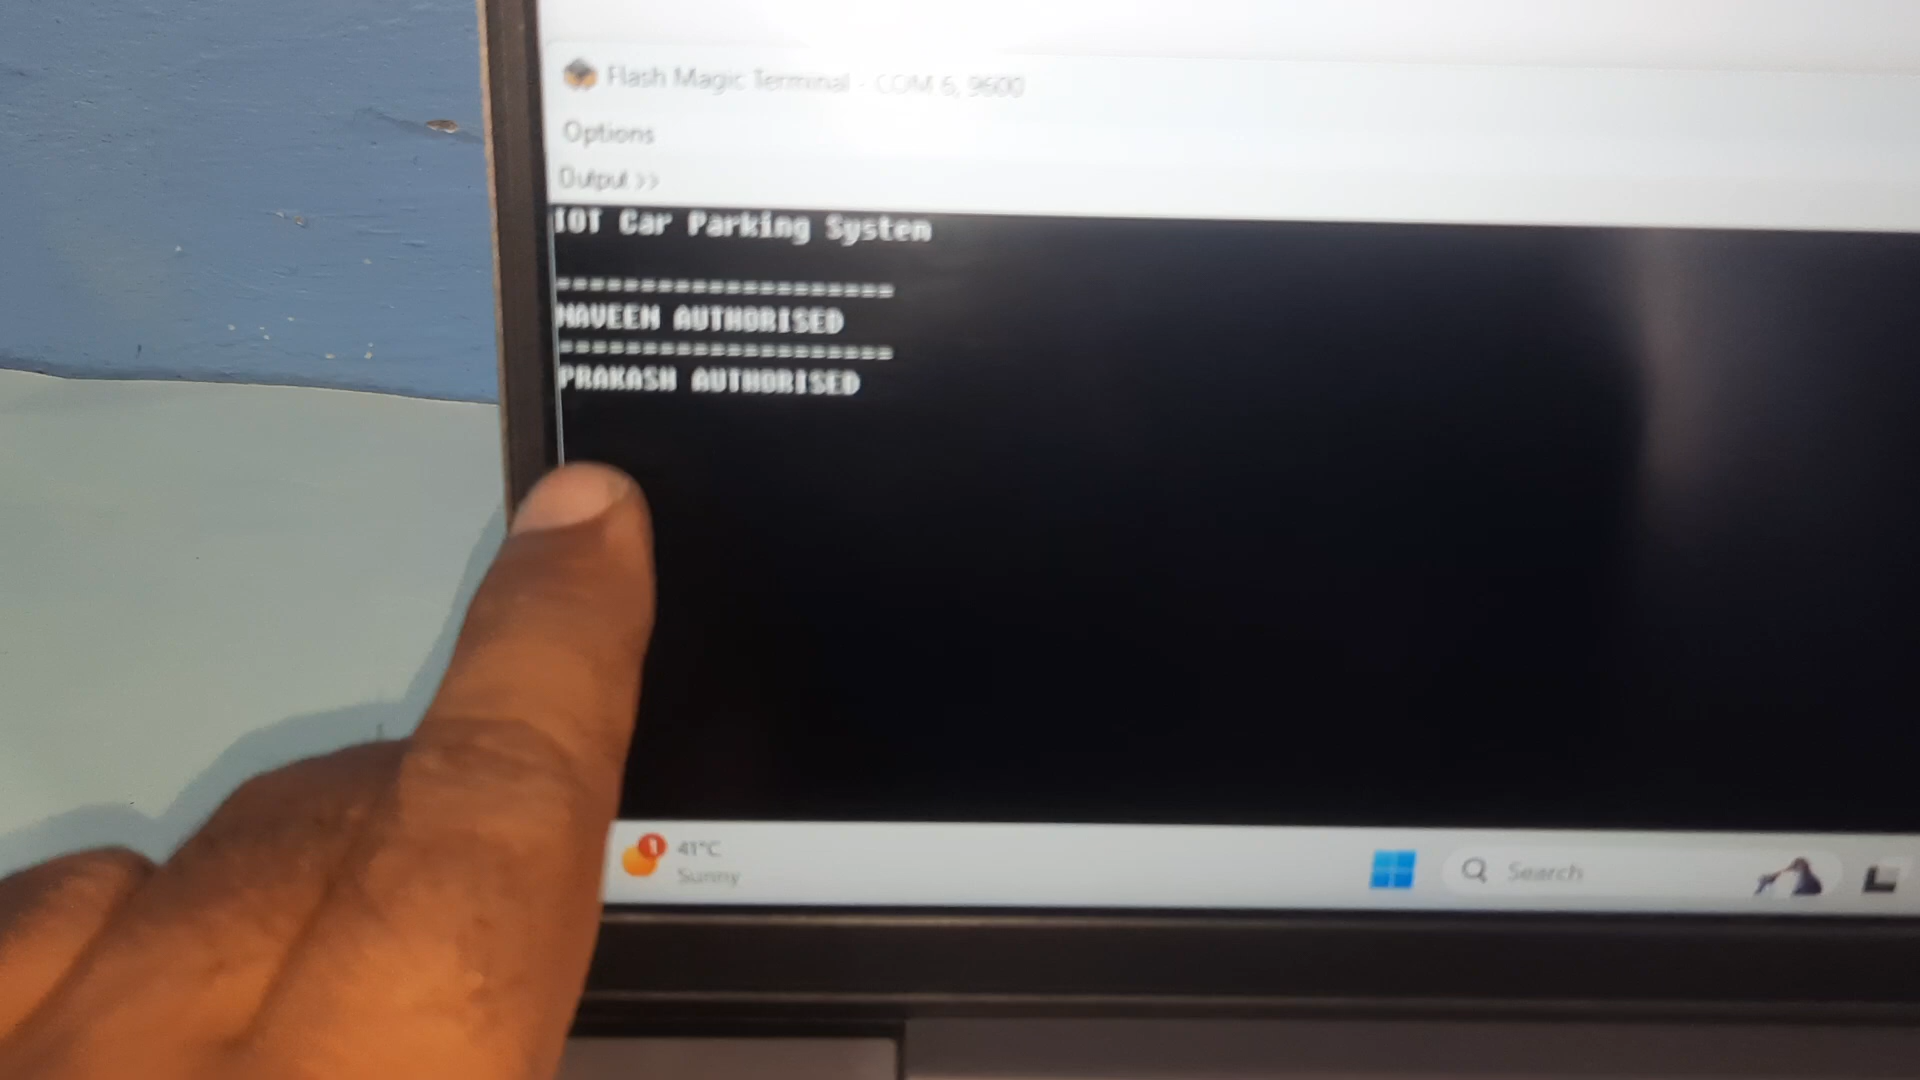 Flash Magic Terminal - COM 6, 9600
Options
Output >>
IOT Car Parking System
====================
NAVEEN AUTHORISED
====================
PRAKASH AUTHORISED
1
41°C
Sunny
Search